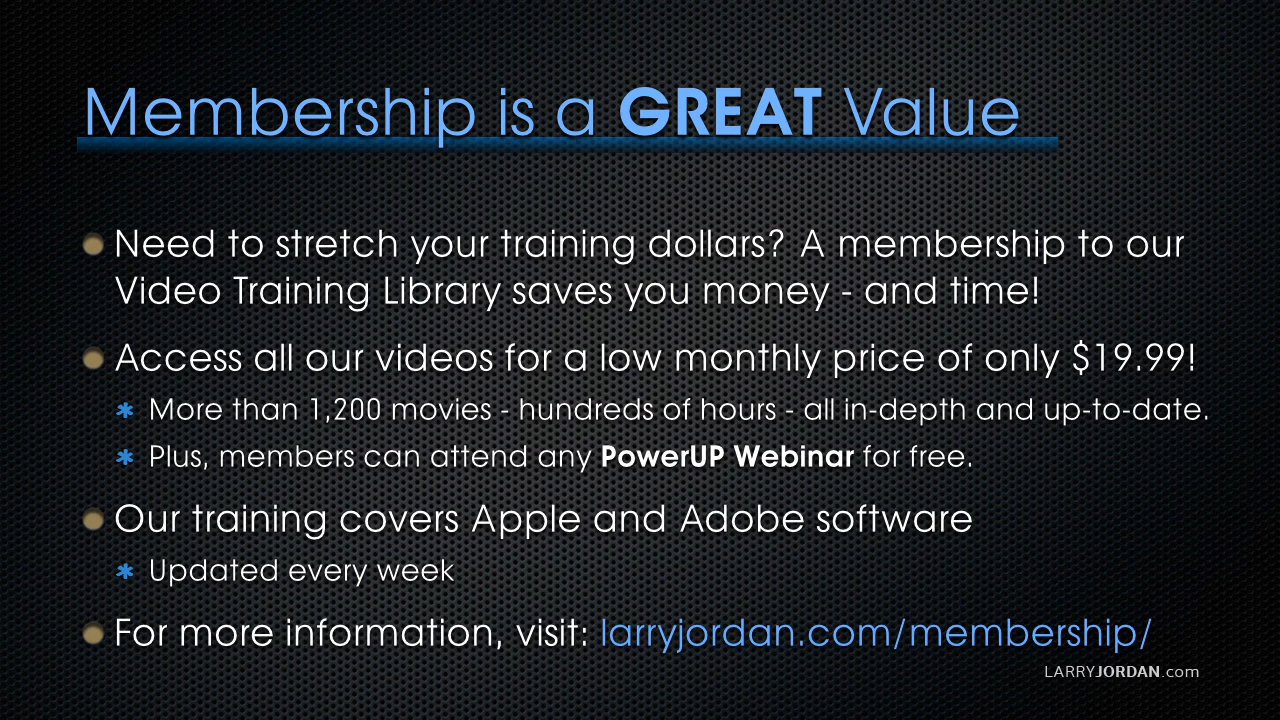 Membership is a GREAT Value
Need to stretch your training dollars? A membership to our
Video Training Library saves you money - and time!
Access all our videos for a low monthly price of only $19.99!
* More than 1,200 movies - hundreds of hours - all in-depth and up-to-date.
* Plus, members can attend any PowerUP Webinar for free.
Our training covers Apple and Adobe software
* Updated every week
For more information, visit: larryjordan.com/membership/
LARRYJORDAN.com